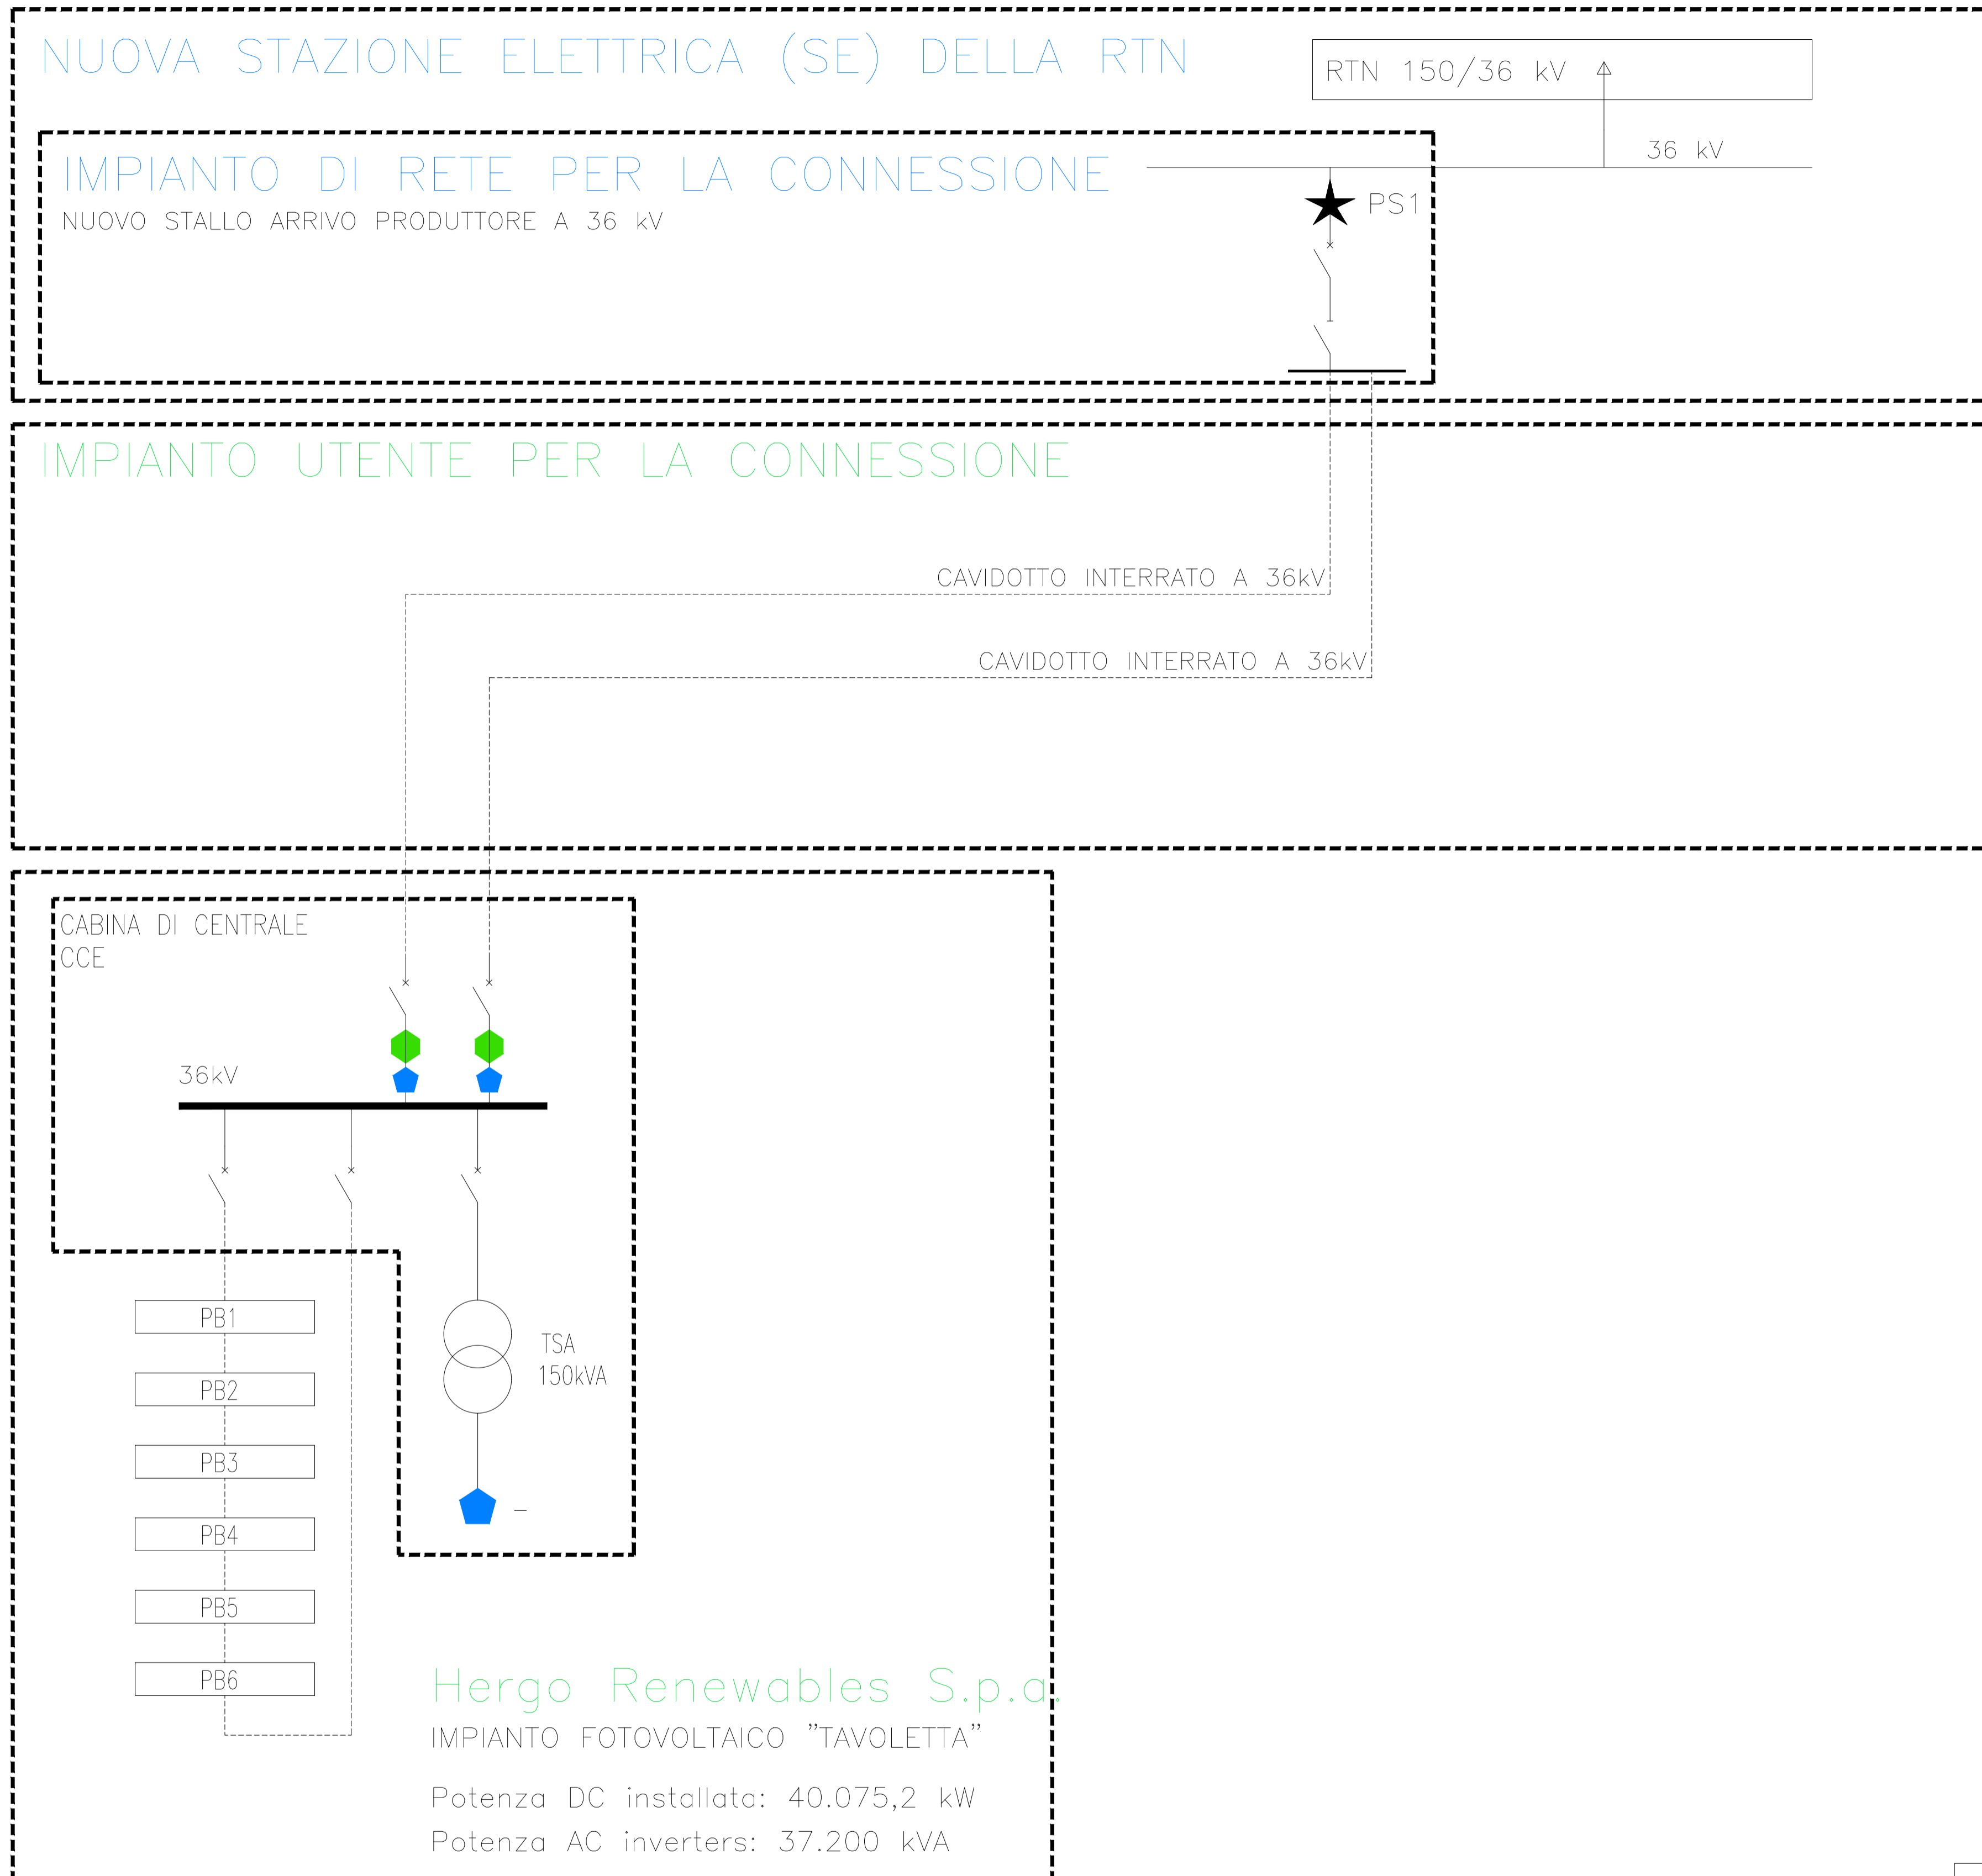 NUOVA STAZIONE ELETTRICA (SE) DELLA RTN
RTN 150/36 kV
36 kV
IMPIANTO DI RETE PER LA CONNESSIONE
NUOVO STALLO ARRIVO PRODUTTORE A 36 kV
PS1
IMPIANTO UTENTE PER LA CONNESSIONE
CAVIDOTTO INTERRATO A 36kV
CAVIDOTTO INTERRATO A 36kV
CABINA DI CENTRALE
CCE
36kV
PB1
TSA
150kVA
PB2
PB3
PB4
PB5
PB6
Hergo Renewables S.p.a.
IMPIANTO FOTOVOLTAICO "TAVOLETTA"
Potenza DC installata: 40.075,2 kW
Potenza AC inverters: 37.200 kVA